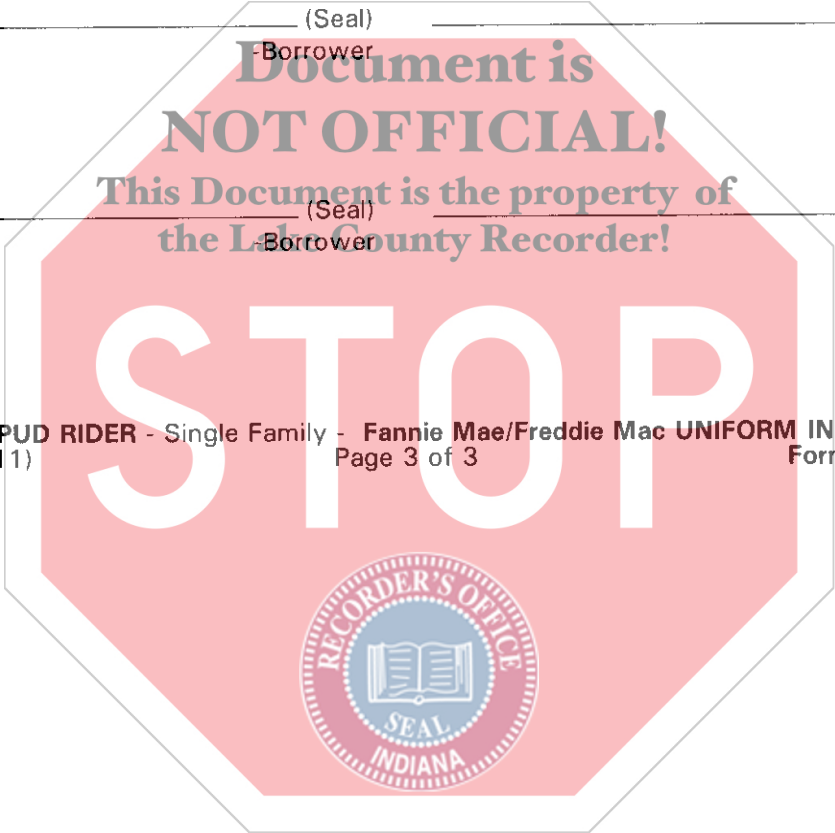 (Seal)
-Borrower
Document is
NOT OFFICIAL!
This Document is the property of
the Lake County Recorder!
(Seal)
-Borrower
STOP
PUD RIDER - Single Family - Fannie Mae/Freddie Mac UNIFORM IN
1) Page 3 of 3 Forr
RECORDER'S OFFICE
SEAL
INDIANA